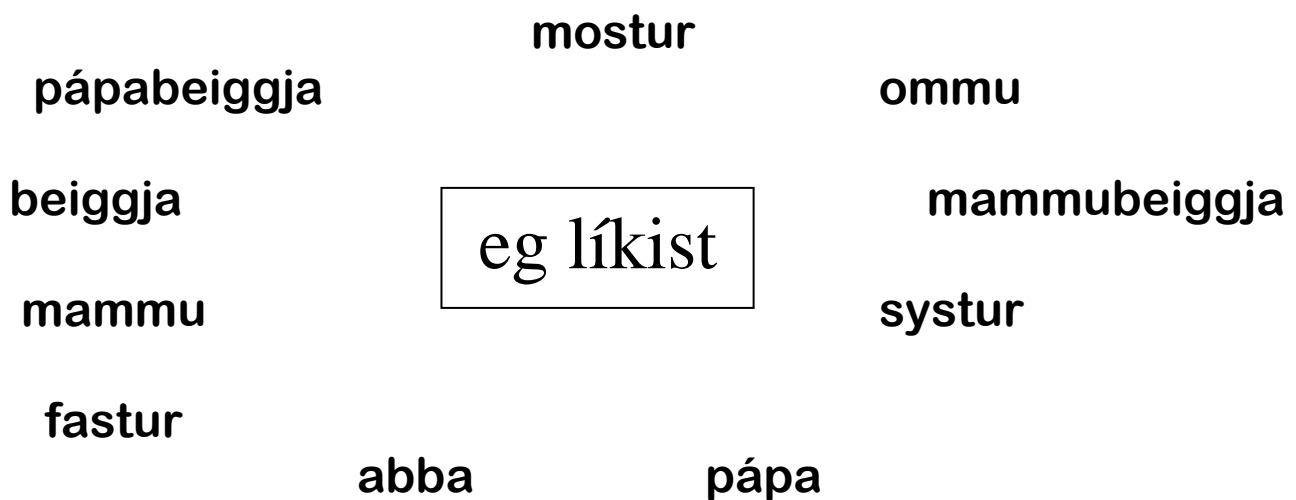 mostur
pápabeiggja
ommu
beiggja
mammubeiggja
eg líkist
mammu
systur
fastur
abba
pápa